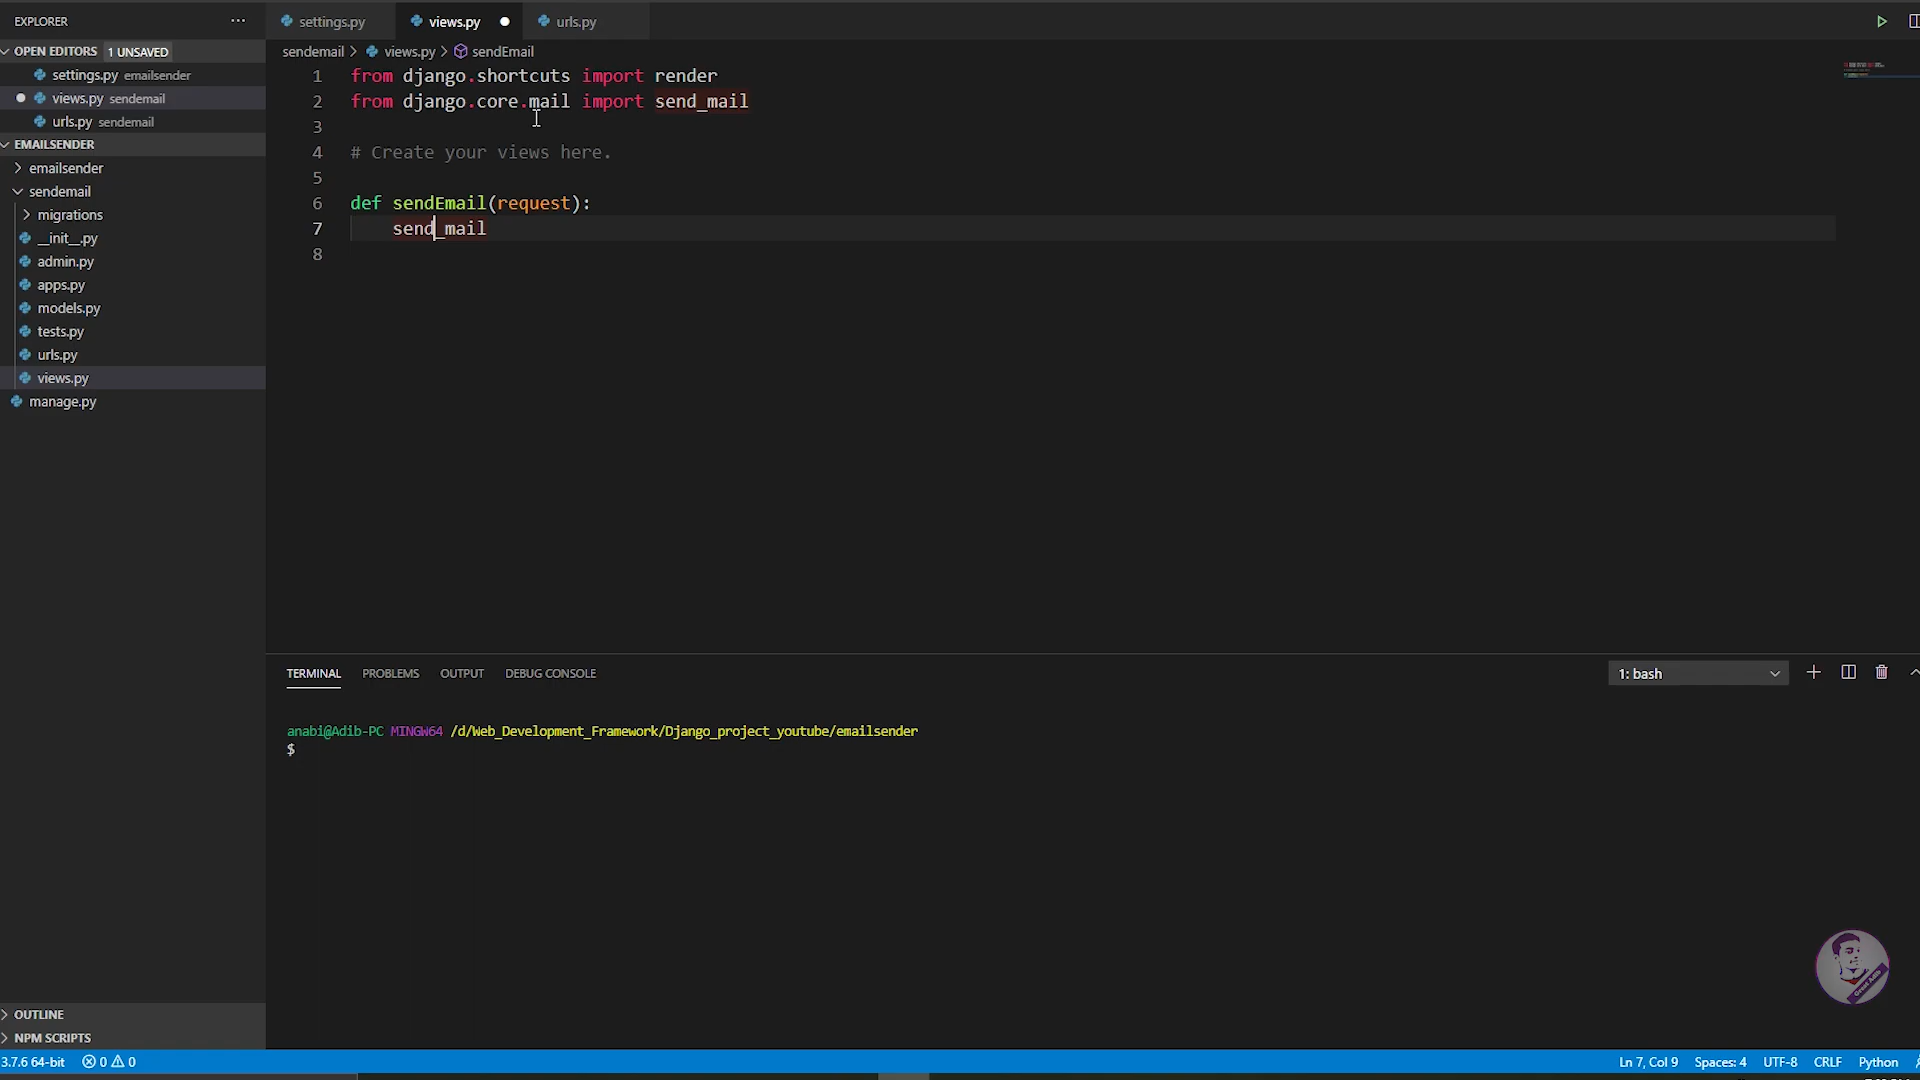 EXPLORER
OPEN EDITORS 1 UNSAVED
settings.py emailsender
views.py sendemail
urls.py sendemail
EMAILSENDER
emailsender
sendemail
migrations
__init__.py
admin.py
apps.py
models.py
tests.py
urls.py
views.py
manage.py
OUTLINE
NPM SCRIPTS
settings.py views.py urls.py
sendemail > views.py > sendEmail
1 from django.shortcuts import render
2 from django.core.mail import send_mail
3
4 # Create your views here.
5
6 def sendEmail(request):
7 send_mail
8
TERMINAL PROBLEMS OUTPUT DEBUG CONSOLE 1: bash
anabi@Adib-PC MINGW64 /d/Web_Development_Framework/Django_project_youtube/emailsender
$
3.7.6 64-bit 0 0 Ln 7, Col 9 Spaces: 4 UTF-8 CRLF Python